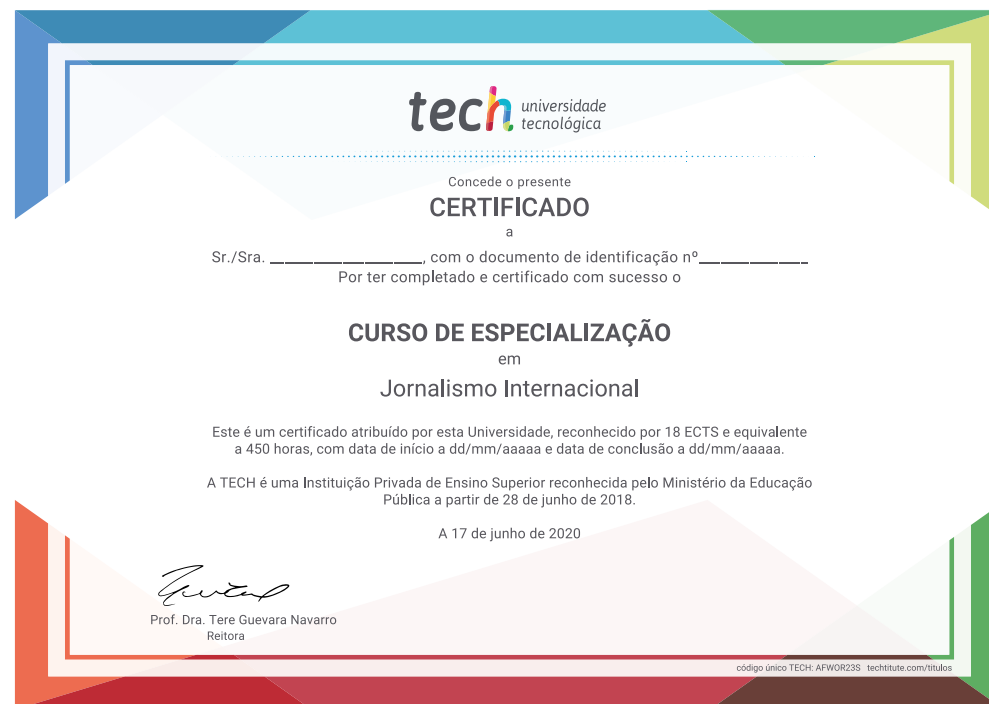 tech universidade
tecnológica
Concede o presente
CERTIFICADO
a
Sr./Sra. ____________________, com o documento de identificação nº_______________
Por ter completado e certificado com sucesso o
CURSO DE ESPECIALIZAÇÃO
em
Jornalismo Internacional
Este é um certificado atribuído por esta Universidade, reconhecido por 18 ECTS e equivalente
a 450 horas, com data de início a dd/mm/aaaaa e data de conclusão a dd/mm/aaaaa.
A TECH é uma Instituição Privada de Ensino Superior reconhecida pelo Ministério da Educação
Pública a partir de 28 de junho de 2018.
A 17 de junho de 2020
Prof. Dra. Tere Guevara Navarro
Reitora
código único TECH: AFWOR23S techtitute.com/titulos